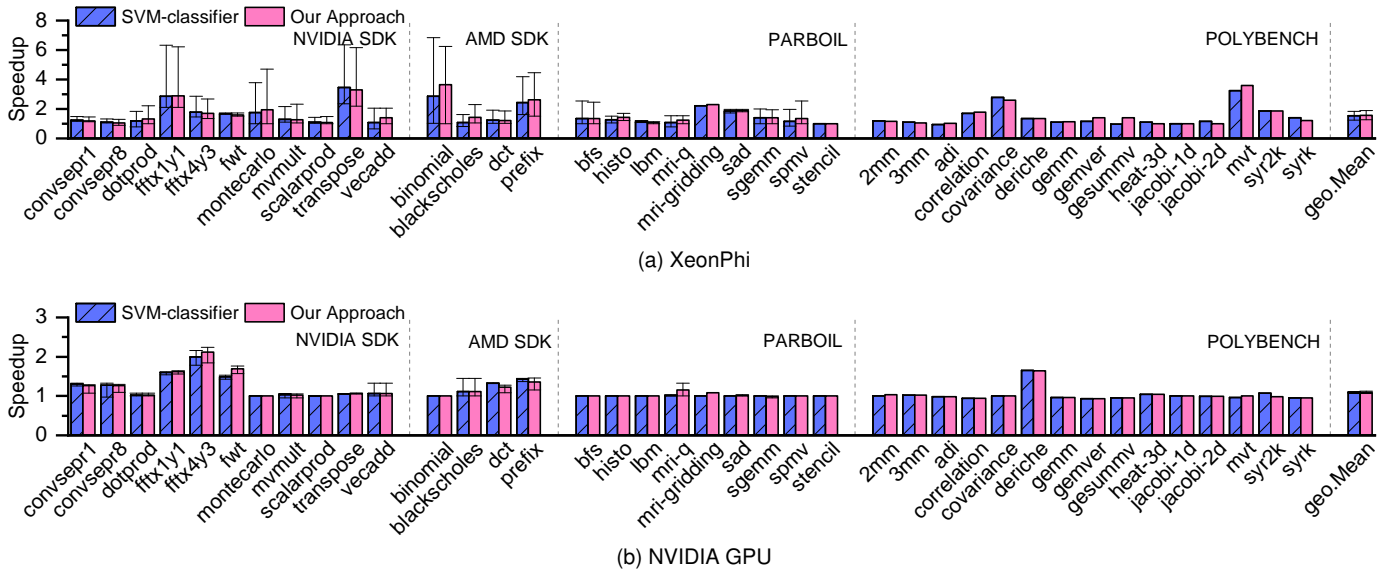 SVM-classifier Our Approach
NVIDIA SDK AMD SDK PARBOIL POLYBENCH
Speedup
8
6
4
2
0
convsepr1 convsepr8 dotprod fftx1y1 fftx4y3 fwt montecarlo mvmult scalarprod transpose vecadd binomial blackscholes dct prefix bfs histo lbm mri-q mri-gridding sad sgemm spmv stencil 2mm 3mm adi correlation covariance deriche gemm gemver gesummv heat-3d jacobi-1d jacobi-2d mvt syr2k syrk geo.Mean
(a) XeonPhi
SVM-classifier Our Approach
NVIDIA SDK AMD SDK PARBOIL POLYBENCH
Speedup
3
2
1
0
convsepr1 convsepr8 dotprod fftx1y1 fftx4y3 fwt montecarlo mvmult scalarprod transpose vecadd binomial blackscholes dct prefix bfs histo lbm mri-q mri-gridding sad sgemm spmv stencil 2mm 3mm adi correlation covariance deriche gemm gemver gesummv heat-3d jacobi-1d jacobi-2d mvt syr2k syrk geo.Mean
(b) NVIDIA GPU